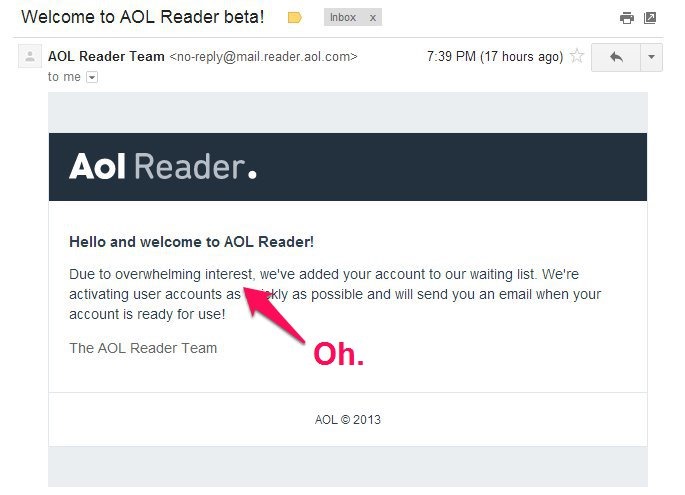 Welcome to AOL Reader beta!
Inbox x
AOL Reader Team <no-reply@mail.reader.aol.com> 7:39 PM (17 hours ago)
to me
Aol Reader.
Hello and welcome to AOL Reader!
Due to overwhelming interest, we've added your account to our waiting list. We're
activating user accounts as quickly as possible and will send you an email when your
account is ready for use!
The AOL Reader Team
Oh.
AOL © 2013